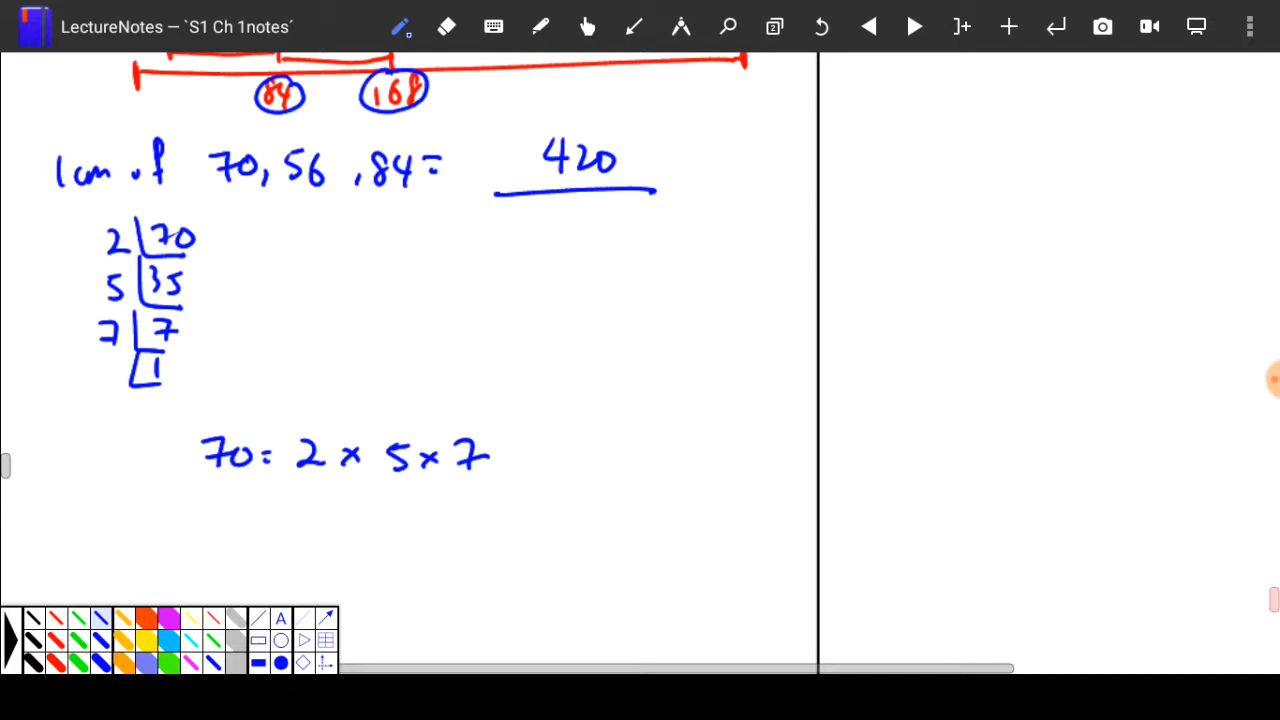 LectureNotes — `S1 Ch 1notes´
84 168
lcm of 70, 56, 84 = 420
2 70
5 35
7 7
1
70 = 2 × 5 × 7